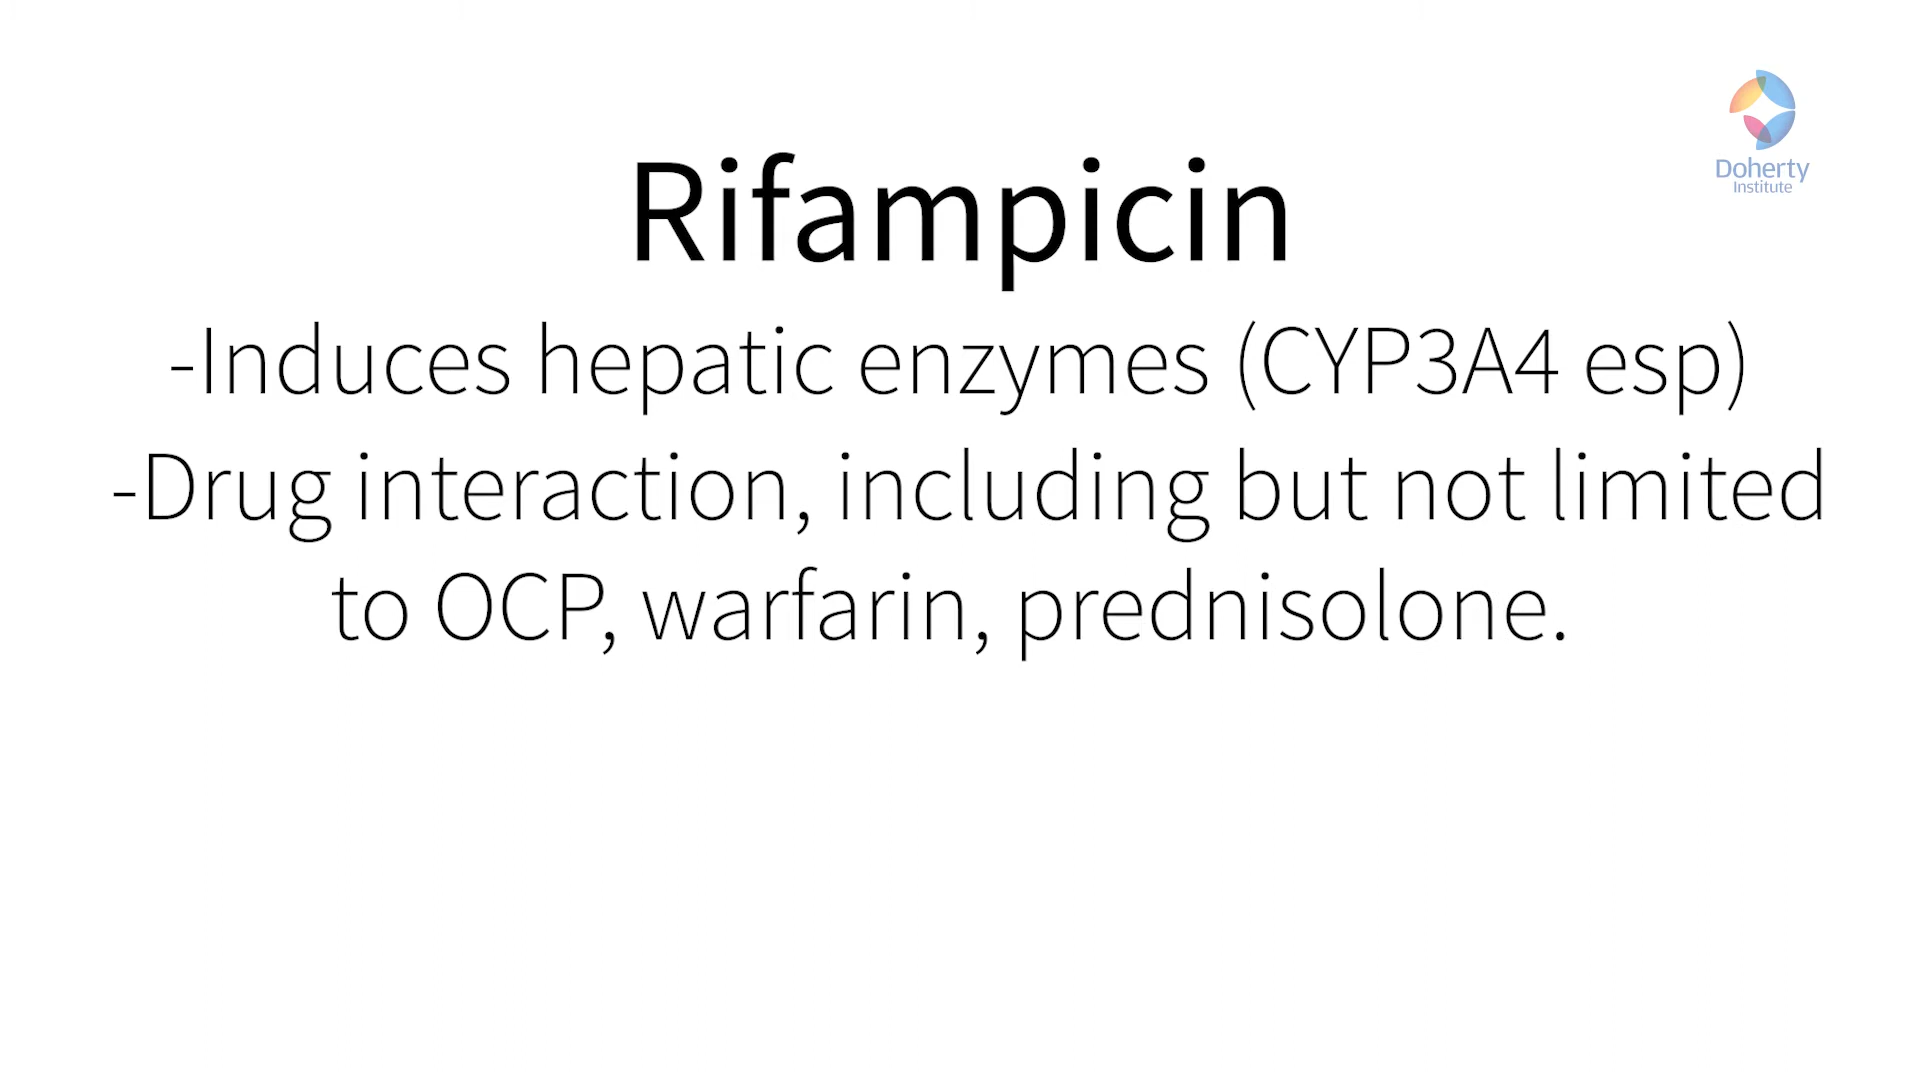 Doherty
Institute
Rifampicin
-Induces hepatic enzymes (CYP3A4 esp)
-Drug interaction, including but not limited
to OCP, warfarin, prednisolone.